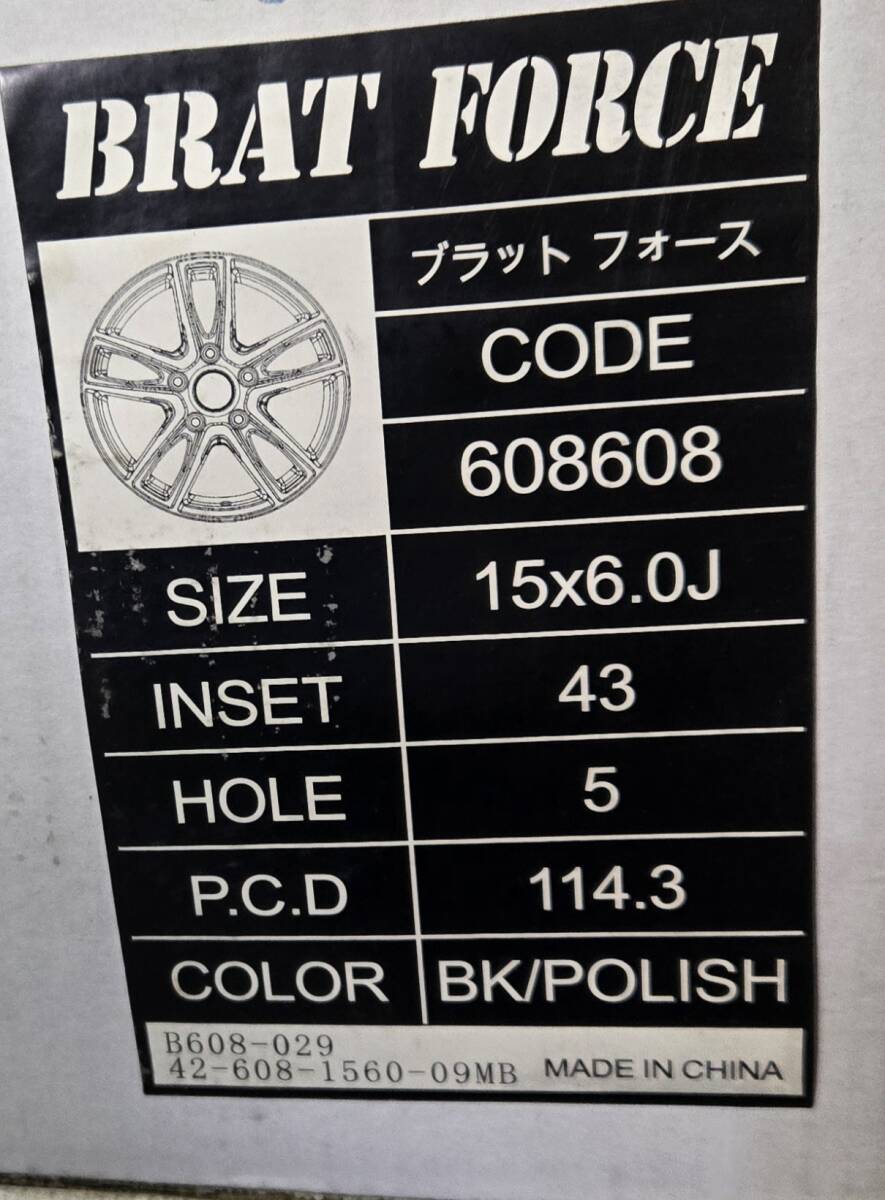 BRAT FORCE
ブラット フォース
CODE
608608
SIZE 15x6.0J
INSET 43
HOLE 5
P.C.D 114.3
COLOR BK/POLISH
B608-029
42-608-1560-09MB MADE IN CHINA